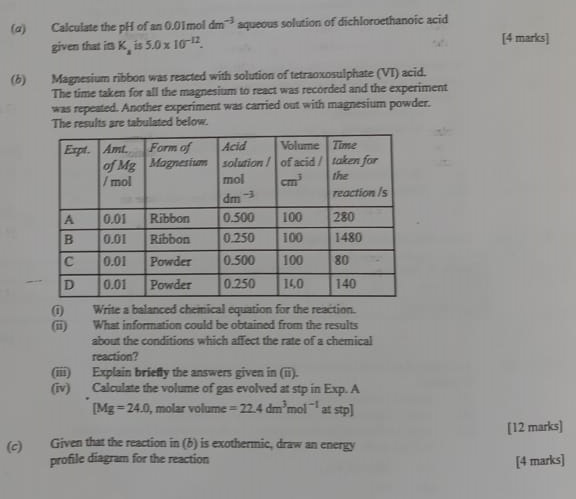 (a) Calculate the pH of an 0.01mol dm⁻³ aqueous solution of dichloroethanoic acid
given that its Kₐ is 5.0 x 10⁻¹².
[4 marks]
(b) Magnesium ribbon was reacted with solution of tetraoxosulphate (VI) acid.
The time taken for all the magnesium to react was recorded and the experiment
was repeated. Another experiment was carried out with magnesium powder.
The results are tabulated below.
Expt. | Amt. of Mg / mol | Form of Magnesium | Acid solution / mol dm⁻³ | Volume of acid / cm³ | Time taken for the reaction /s
A | 0.01 | Ribbon | 0.500 | 100 | 280
B | 0.01 | Ribbon | 0.250 | 100 | 1480
C | 0.01 | Powder | 0.500 | 100 | 80
D | 0.01 | Powder | 0.250 | | 140
(i) Write a balanced chemical equation for the reaction.
(ii) What information could be obtained from the results
about the conditions which affect the rate of a chemical
reaction?
(iii) Explain briefly the answers given in (ii).
(iv) Calculate the volume of gas evolved at stp in Exp. A
[Mg = 24.0, molar volume = 22.4 dm³mol⁻¹ at stp]
[12 marks]
(c) Given that the reaction in (b) is exothermic, draw an energy
profile diagram for the reaction
[4 marks]